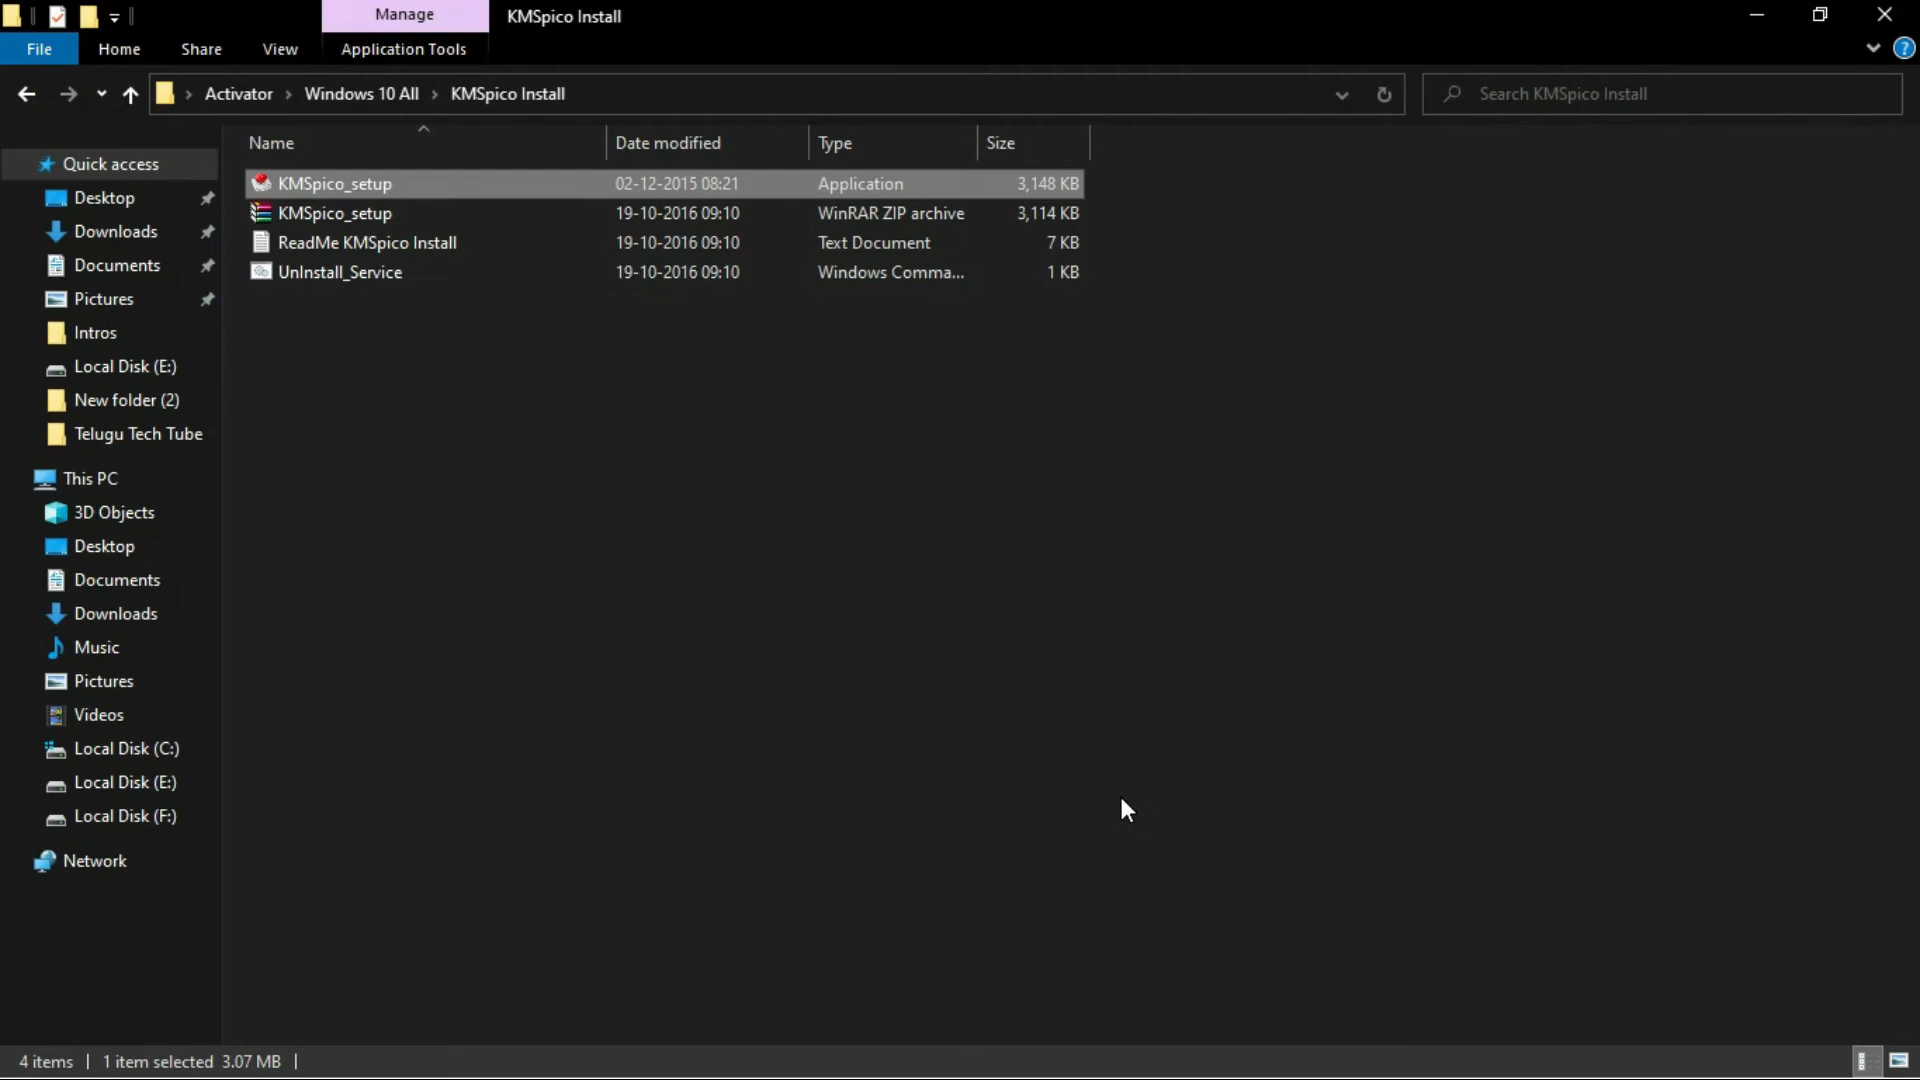 Manage
KMSpico Install
File
Home
Share
View
Application Tools
Activator
Windows 10 All
KMSpico Install
Search KMSpico Install
Name
Date modified
Type
Size
KMSpico_setup 02-12-2015 08:21 Application 3,148 KB
KMSpico_setup 19-10-2016 09:10 WinRAR ZIP archive 3,114 KB
ReadMe KMSpico Install 19-10-2016 09:10 Text Document 7 KB
UnInstall_Service 19-10-2016 09:10 Windows Comma... 1 KB
Quick access
Desktop
Downloads
Documents
Pictures
Intros
Local Disk (E:)
New folder (2)
Telugu Tech Tube
This PC
3D Objects
Desktop
Documents
Downloads
Music
Pictures
Videos
Local Disk (C:)
Local Disk (E:)
Local Disk (F:)
Network
4 items
1 item selected 3.07 MB